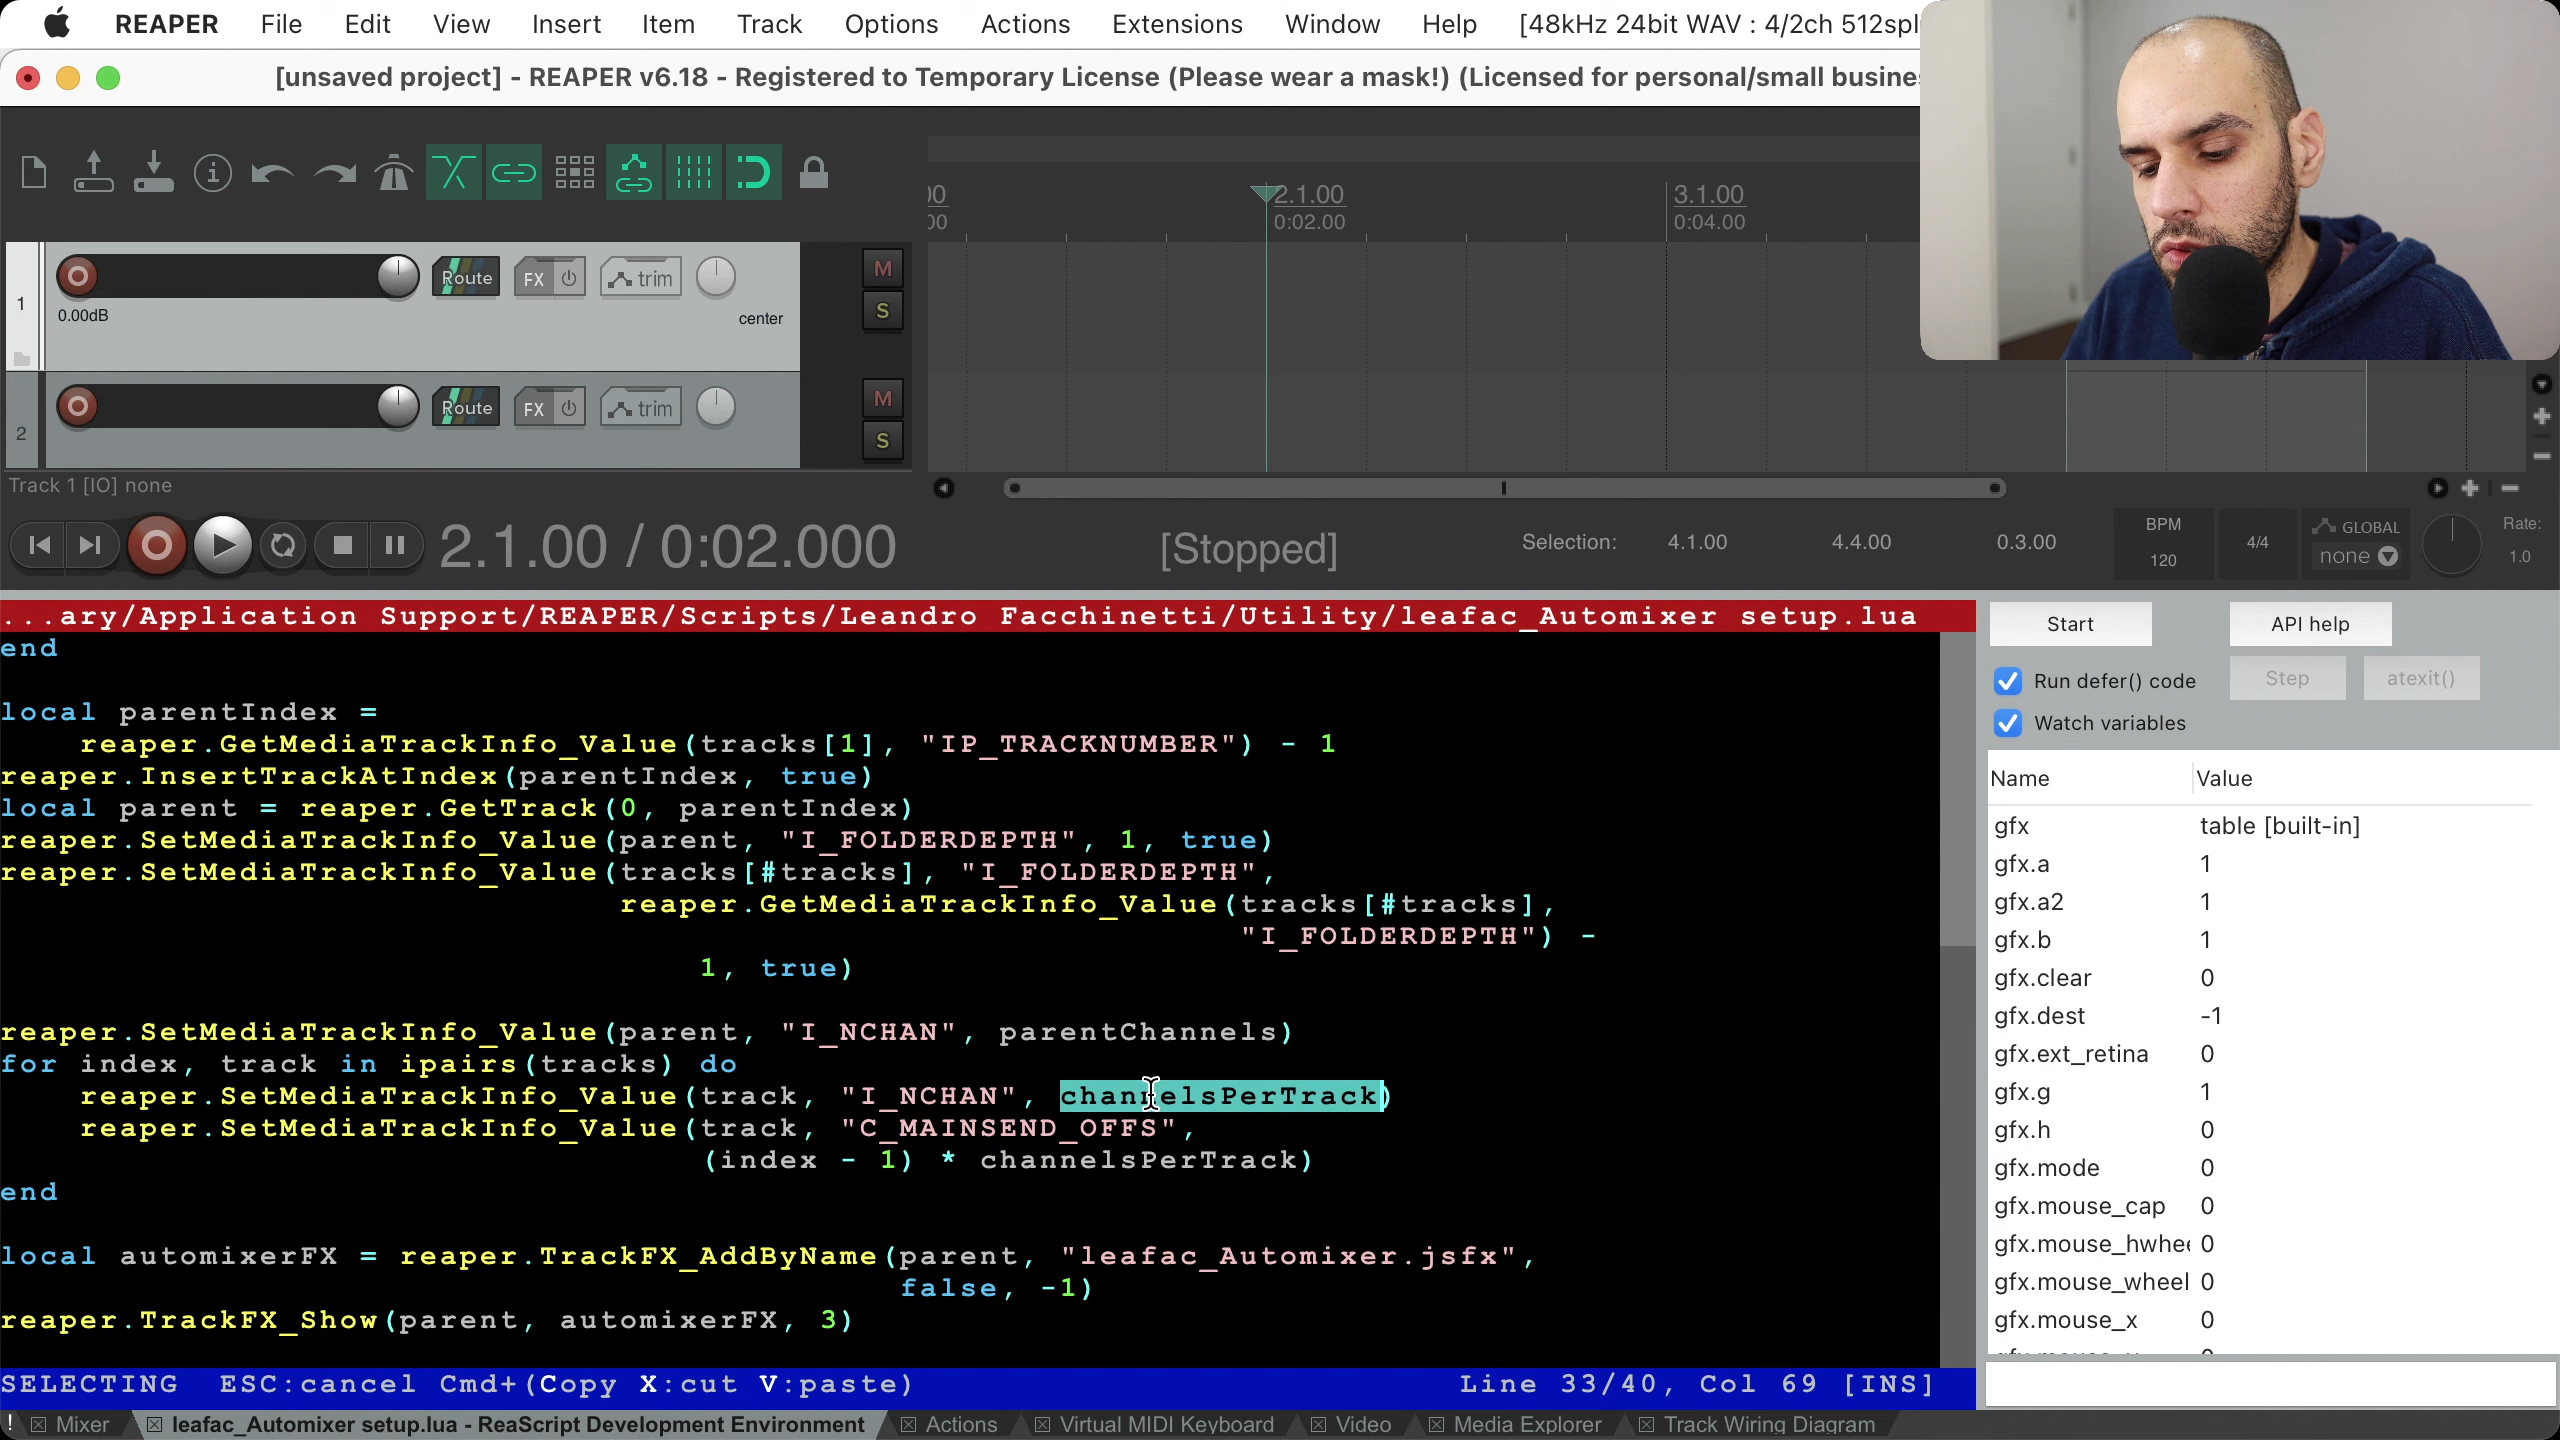 REAPER File Edit View Insert Item Track Options Actions Extensions Window Help [48kHz 24bit WAV : 4/2ch 512spl
[unsaved project] - REAPER v6.18 - Registered to Temporary License (Please wear a mask!) (Licensed for personal/small busine
2.1.00 3.1.00
0:02.00 0:04.00
1 Route FX trim M
0.00dB center S
2 Route FX trim M
S
Track 1 [IO] none
2.1.00 / 0:02.000 [Stopped] Selection: 4.1.00 4.4.00 0.3.00 BPM 120 4/4 GLOBAL none Rate: 1.0
...ary/Application Support/REAPER/Scripts/Leandro Facchinetti/Utility/leafac_Automixer setup.lua
end
local parentIndex =
reaper.GetMediaTrackInfo_Value(tracks[1], "IP_TRACKNUMBER") - 1
reaper.InsertTrackAtIndex(parentIndex, true)
local parent = reaper.GetTrack(0, parentIndex)
reaper.SetMediaTrackInfo_Value(parent, "I_FOLDERDEPTH", 1, true)
reaper.SetMediaTrackInfo_Value(tracks[#tracks], "I_FOLDERDEPTH",
reaper.GetMediaTrackInfo_Value(tracks[#tracks],
"I_FOLDERDEPTH") -
1, true)
reaper.SetMediaTrackInfo_Value(parent, "I_NCHAN", parentChannels)
for index, track in ipairs(tracks) do
reaper.SetMediaTrackInfo_Value(track, "I_NCHAN", channelsPerTrack)
reaper.SetMediaTrackInfo_Value(track, "C_MAINSEND_OFFS",
(index - 1) * channelsPerTrack)
end
local automixerFX = reaper.TrackFX_AddByName(parent, "leafac_Automixer.jsfx",
false, -1)
reaper.TrackFX_Show(parent, automixerFX, 3)
SELECTING ESC:cancel Cmd+(Copy X:cut V:paste) Line 33/40, Col 69 [INS]
Start API help
Run defer() code Step atexit()
Watch variables
Name Value
gfx table [built-in]
gfx.a 1
gfx.a2 1
gfx.b 1
gfx.clear 0
gfx.dest -1
gfx.ext_retina 0
gfx.g 1
gfx.h 0
gfx.mode 0
gfx.mouse_cap 0
gfx.mouse_hwhee 0
gfx.mouse_wheel 0
gfx.mouse_x 0
! Mixer leafac_Automixer setup.lua - ReaScript Development Environment Actions Virtual MIDI Keyboard Video Media Explorer Track Wiring Diagram